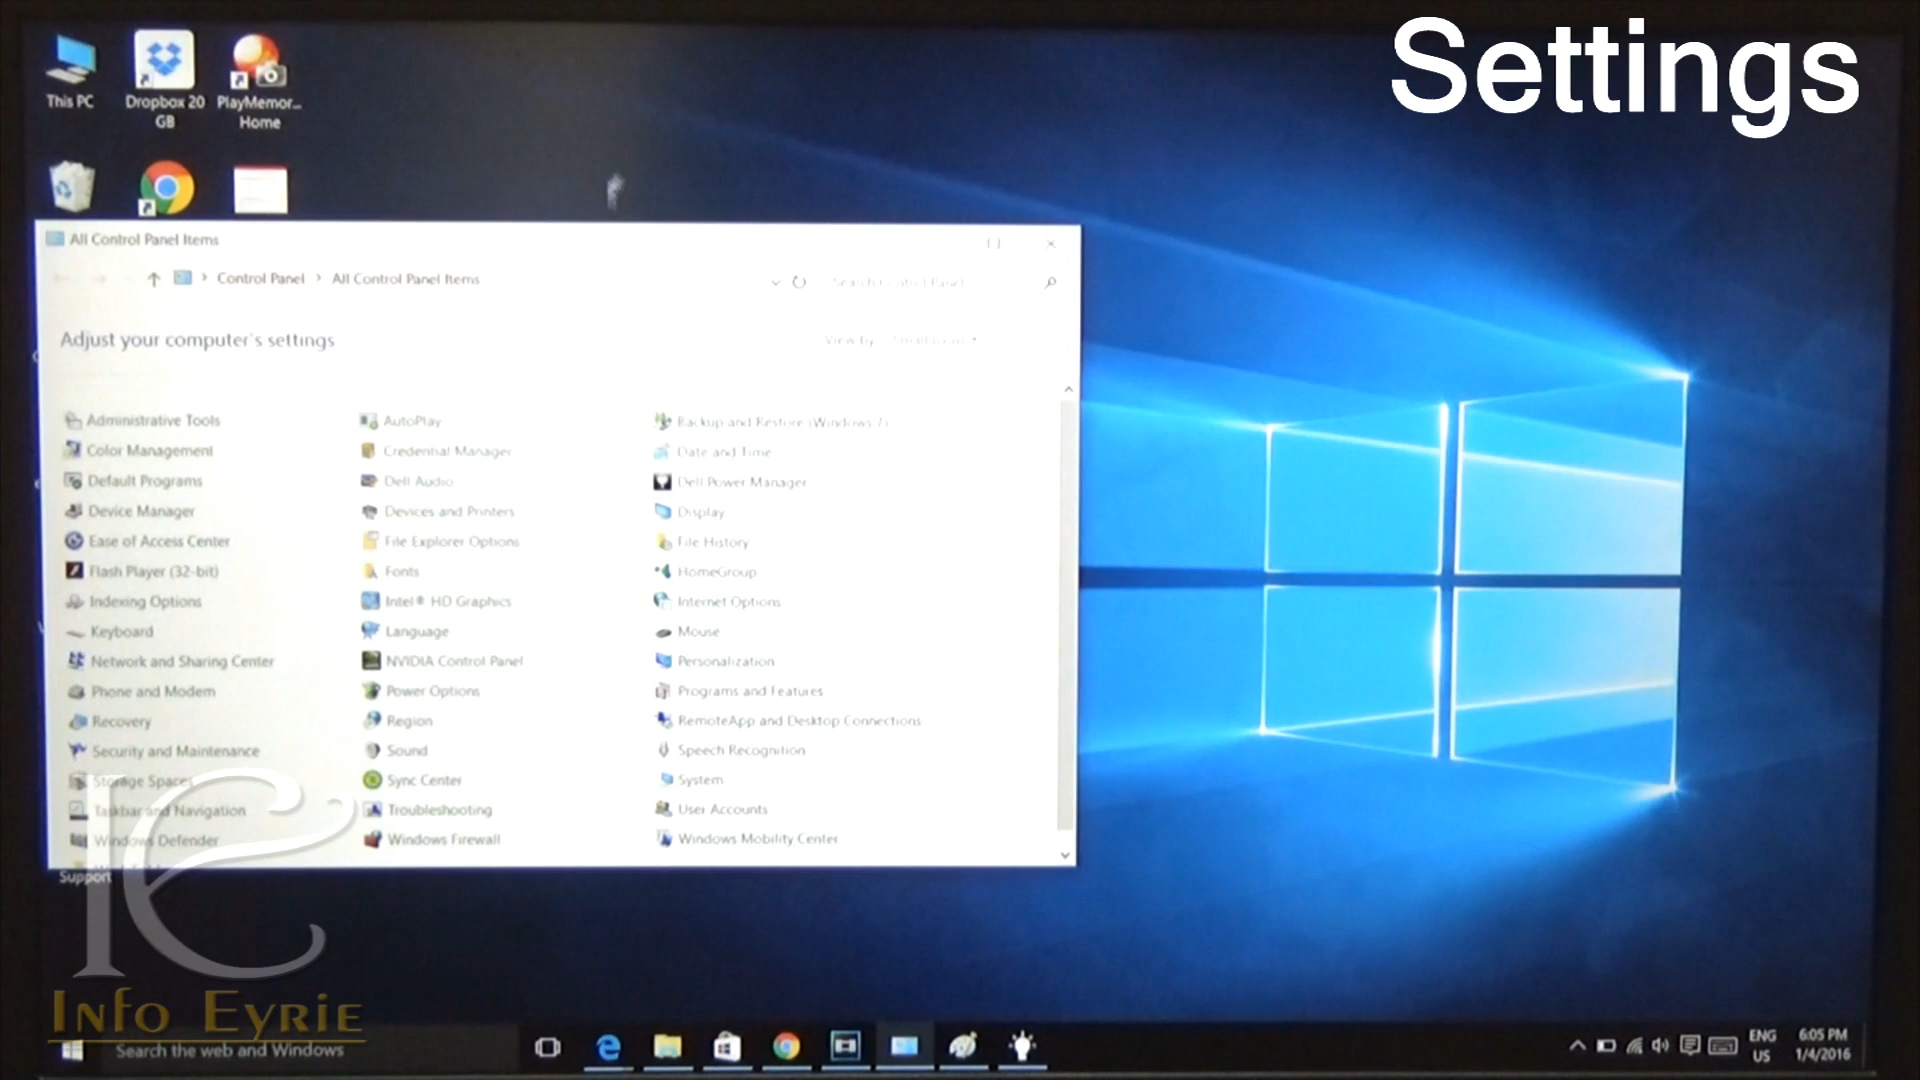 Settings
This PC
Dropbox 20
GB
PlayMemor...
Home
All Control Panel Items
Control Panel > All Control Panel Items
Search Control Panel
Adjust your computer's settings
View by: Small icons
Administrative Tools
AutoPlay
Backup and Restore (Windows 7)
Color Management
Credential Manager
Date and Time
Default Programs
Dell Audio
Dell Power Manager
Device Manager
Devices and Printers
Display
Ease of Access Center
File Explorer Options
File History
Flash Player (32-bit)
Fonts
HomeGroup
Indexing Options
Intel® HD Graphics
Internet Options
Keyboard
Language
Mouse
Network and Sharing Center
NVIDIA Control Panel
Personalization
Phone and Modem
Power Options
Programs and Features
Recovery
Region
RemoteApp and Desktop Connections
Security and Maintenance
Sound
Speech Recognition
Storage Spaces
Sync Center
System
Taskbar and Navigation
Troubleshooting
User Accounts
Windows Defender
Windows Firewall
Windows Mobility Center
Support
Info Eyrie
Search the web and Windows
ENG
US
6:05 PM
1/4/2016